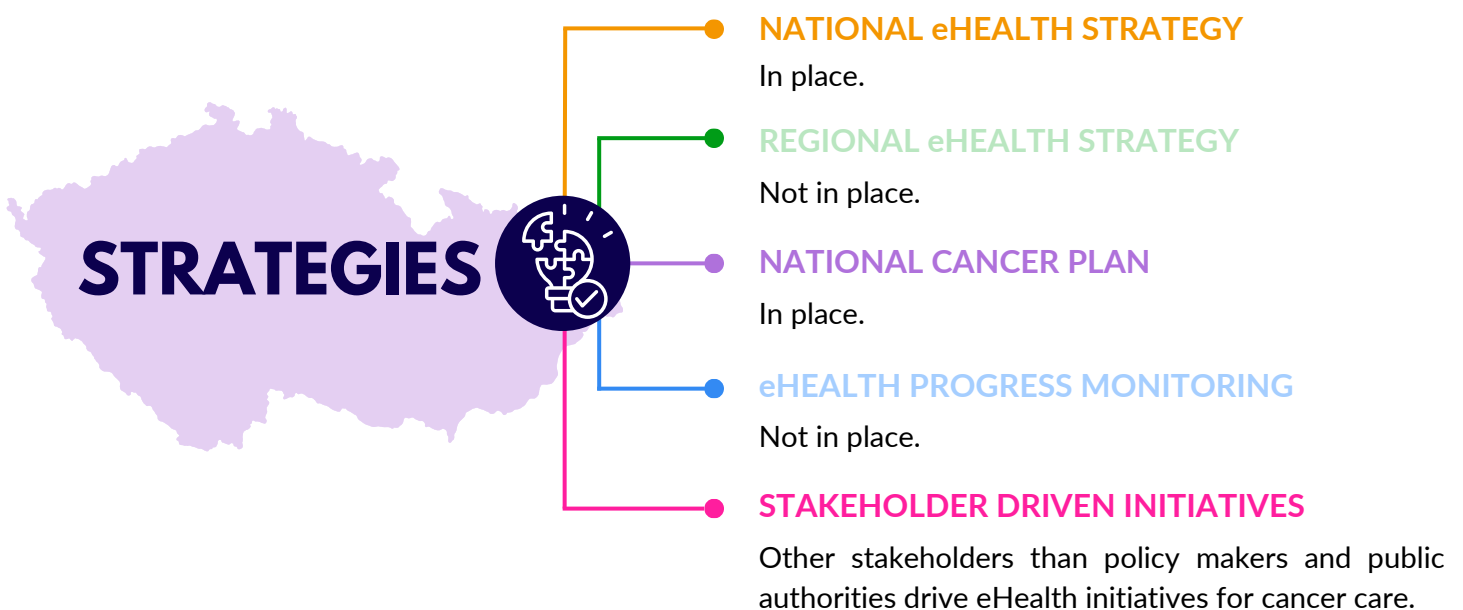 STRATEGIES
NATIONAL eHEALTH STRATEGY
In place.
REGIONAL eHEALTH STRATEGY
Not in place.
NATIONAL CANCER PLAN
In place.
eHEALTH PROGRESS MONITORING
Not in place.
STAKEHOLDER DRIVEN INITIATIVES
Other stakeholders than policy makers and public
authorities drive eHealth initiatives for cancer care.